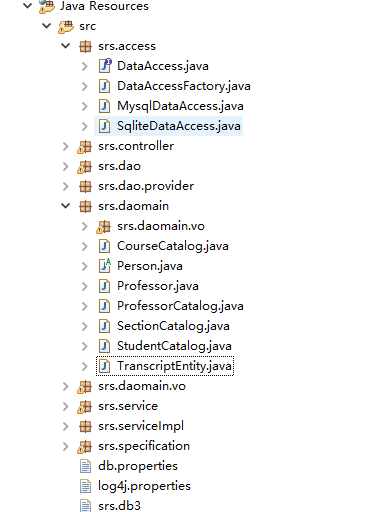 Java Resources
src
srs.access
DataAccess.java
DataAccessFactory.java
MysqlDataAccess.java
SqliteDataAccess.java
srs.controller
srs.dao
srs.dao.provider
srs.daomain
srs.daomain.vo
CourseCatalog.java
Person.java
Professor.java
ProfessorCatalog.java
SectionCatalog.java
StudentCatalog.java
TranscriptEntity.java
srs.daomain.vo
srs.service
srs.serviceImpl
srs.specification
db.properties
log4j.properties
srs.db3